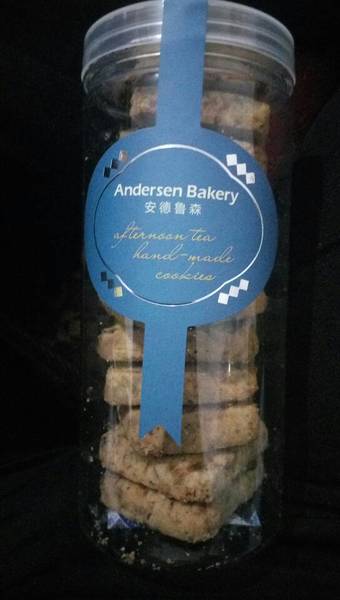 Andersen Bakery
安德魯森
afternoon tea
hand-made
cookies